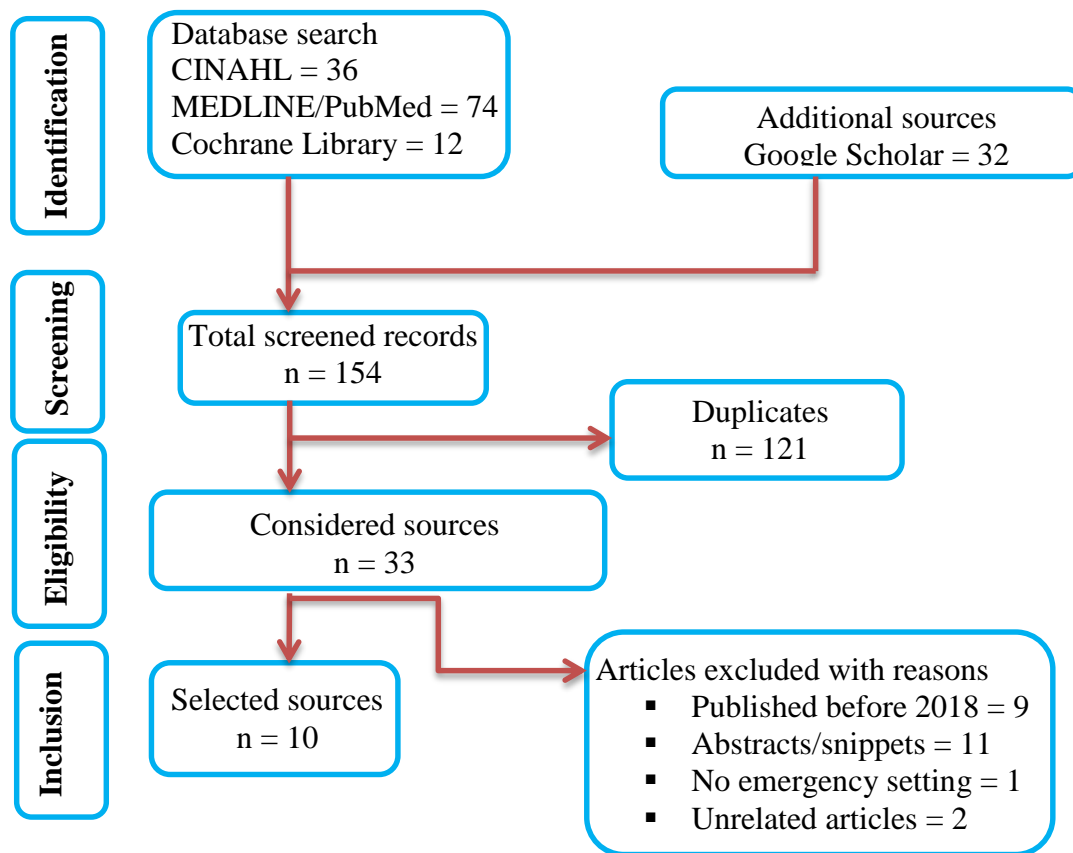 Identification
Database search
CINAHL = 36
MEDLINE/PubMed = 74
Cochrane Library = 12
Additional sources
Google Scholar = 32
Screening
Total screened records
n = 154
Duplicates
n = 121
Eligibility
Considered sources
n = 33
Inclusion
Selected sources
n = 10
Articles excluded with reasons
▪ Published before 2018 = 9
▪ Abstracts/snippets = 11
▪ No emergency setting = 1
▪ Unrelated articles = 2